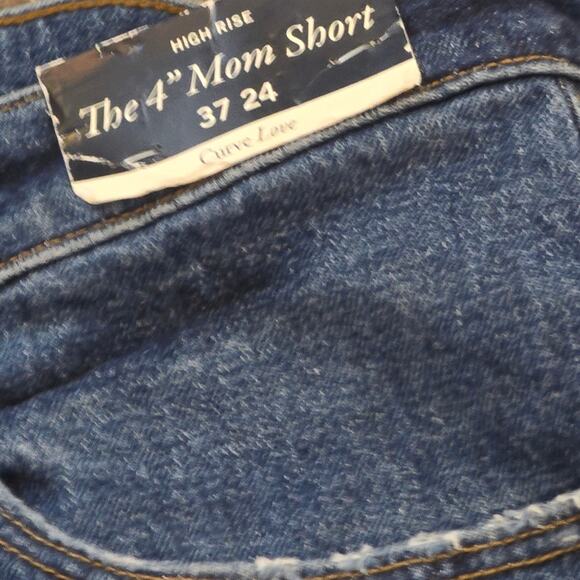 HIGH RISE
The 4" Mom Short
37 24
Curve Love